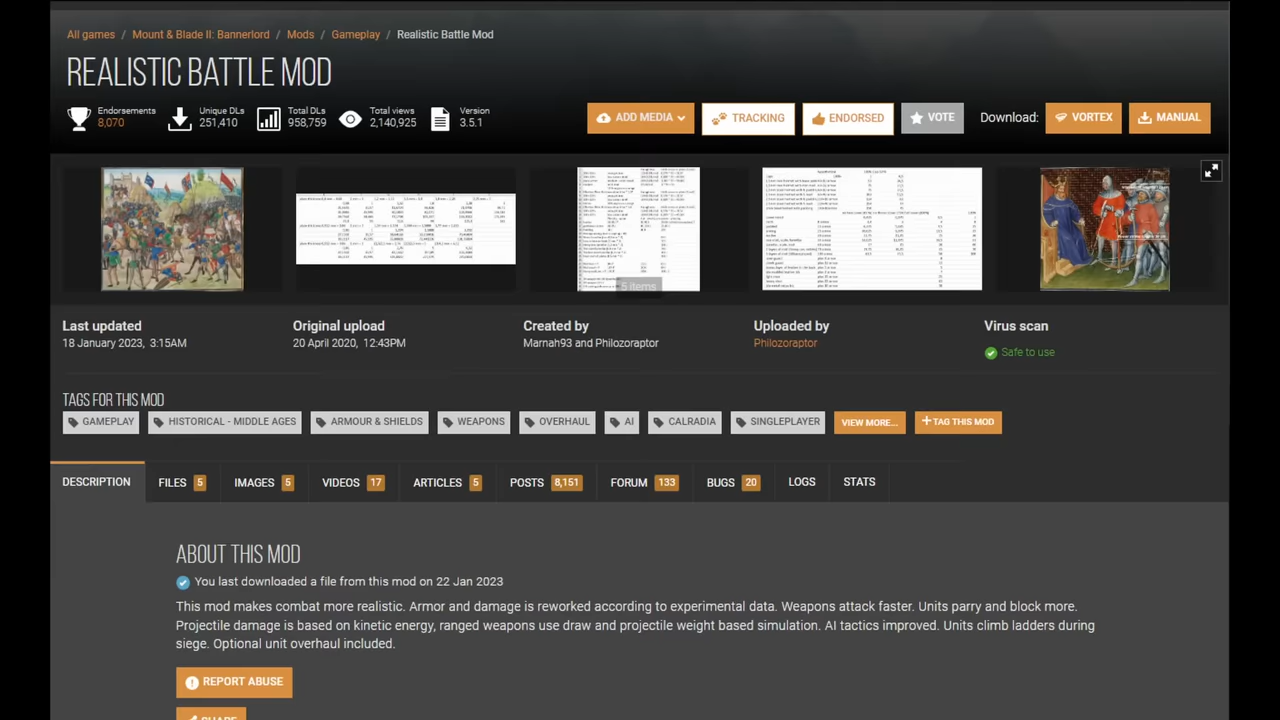 All games / Mount & Blade II: Bannerlord / Mods / Gameplay / Realistic Battle Mod
REALISTIC BATTLE MOD
Endorsements
8,070
Unique DLs
251,410
Total DLs
958,759
Total views
2,140,925
Version
3.5.1
ADD MEDIA
TRACKING
ENDORSED
VOTE
Download:
VORTEX
MANUAL
5 items
Last updated
18 January 2023, 3:15AM
Original upload
20 April 2020, 12:43PM
Created by
Marnah93 and Philozoraptor
Uploaded by
Philozoraptor
Virus scan
Safe to use
TAGS FOR THIS MOD
GAMEPLAY
HISTORICAL - MIDDLE AGES
ARMOUR & SHIELDS
WEAPONS
OVERHAUL
AI
CALRADIA
SINGLEPLAYER
VIEW MORE...
+ TAG THIS MOD
DESCRIPTION
FILES 5
IMAGES 5
VIDEOS 17
ARTICLES 5
POSTS 8,151
FORUM 133
BUGS 20
LOGS
STATS
ABOUT THIS MOD
You last downloaded a file from this mod on 22 Jan 2023
This mod makes combat more realistic. Armor and damage is reworked according to experimental data. Weapons attack faster. Units parry and block more.
Projectile damage is based on kinetic energy, ranged weapons use draw and projectile weight based simulation. AI tactics improved. Units climb ladders during
siege. Optional unit overhaul included.
REPORT ABUSE
SHARE